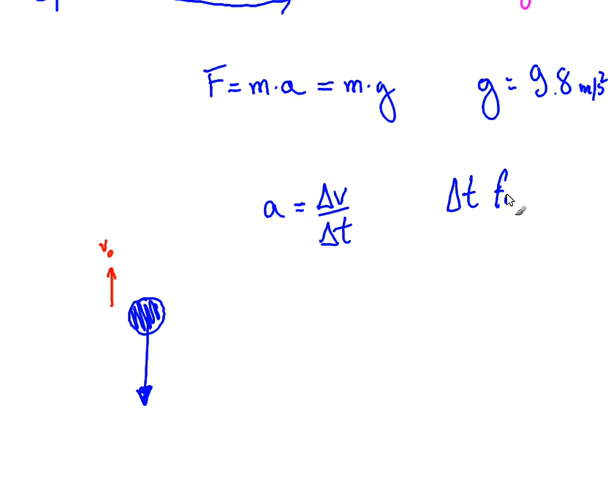 F = m·a = m·g
g = 9.8 m/s²
a = Δv/Δt
Δt
v₀